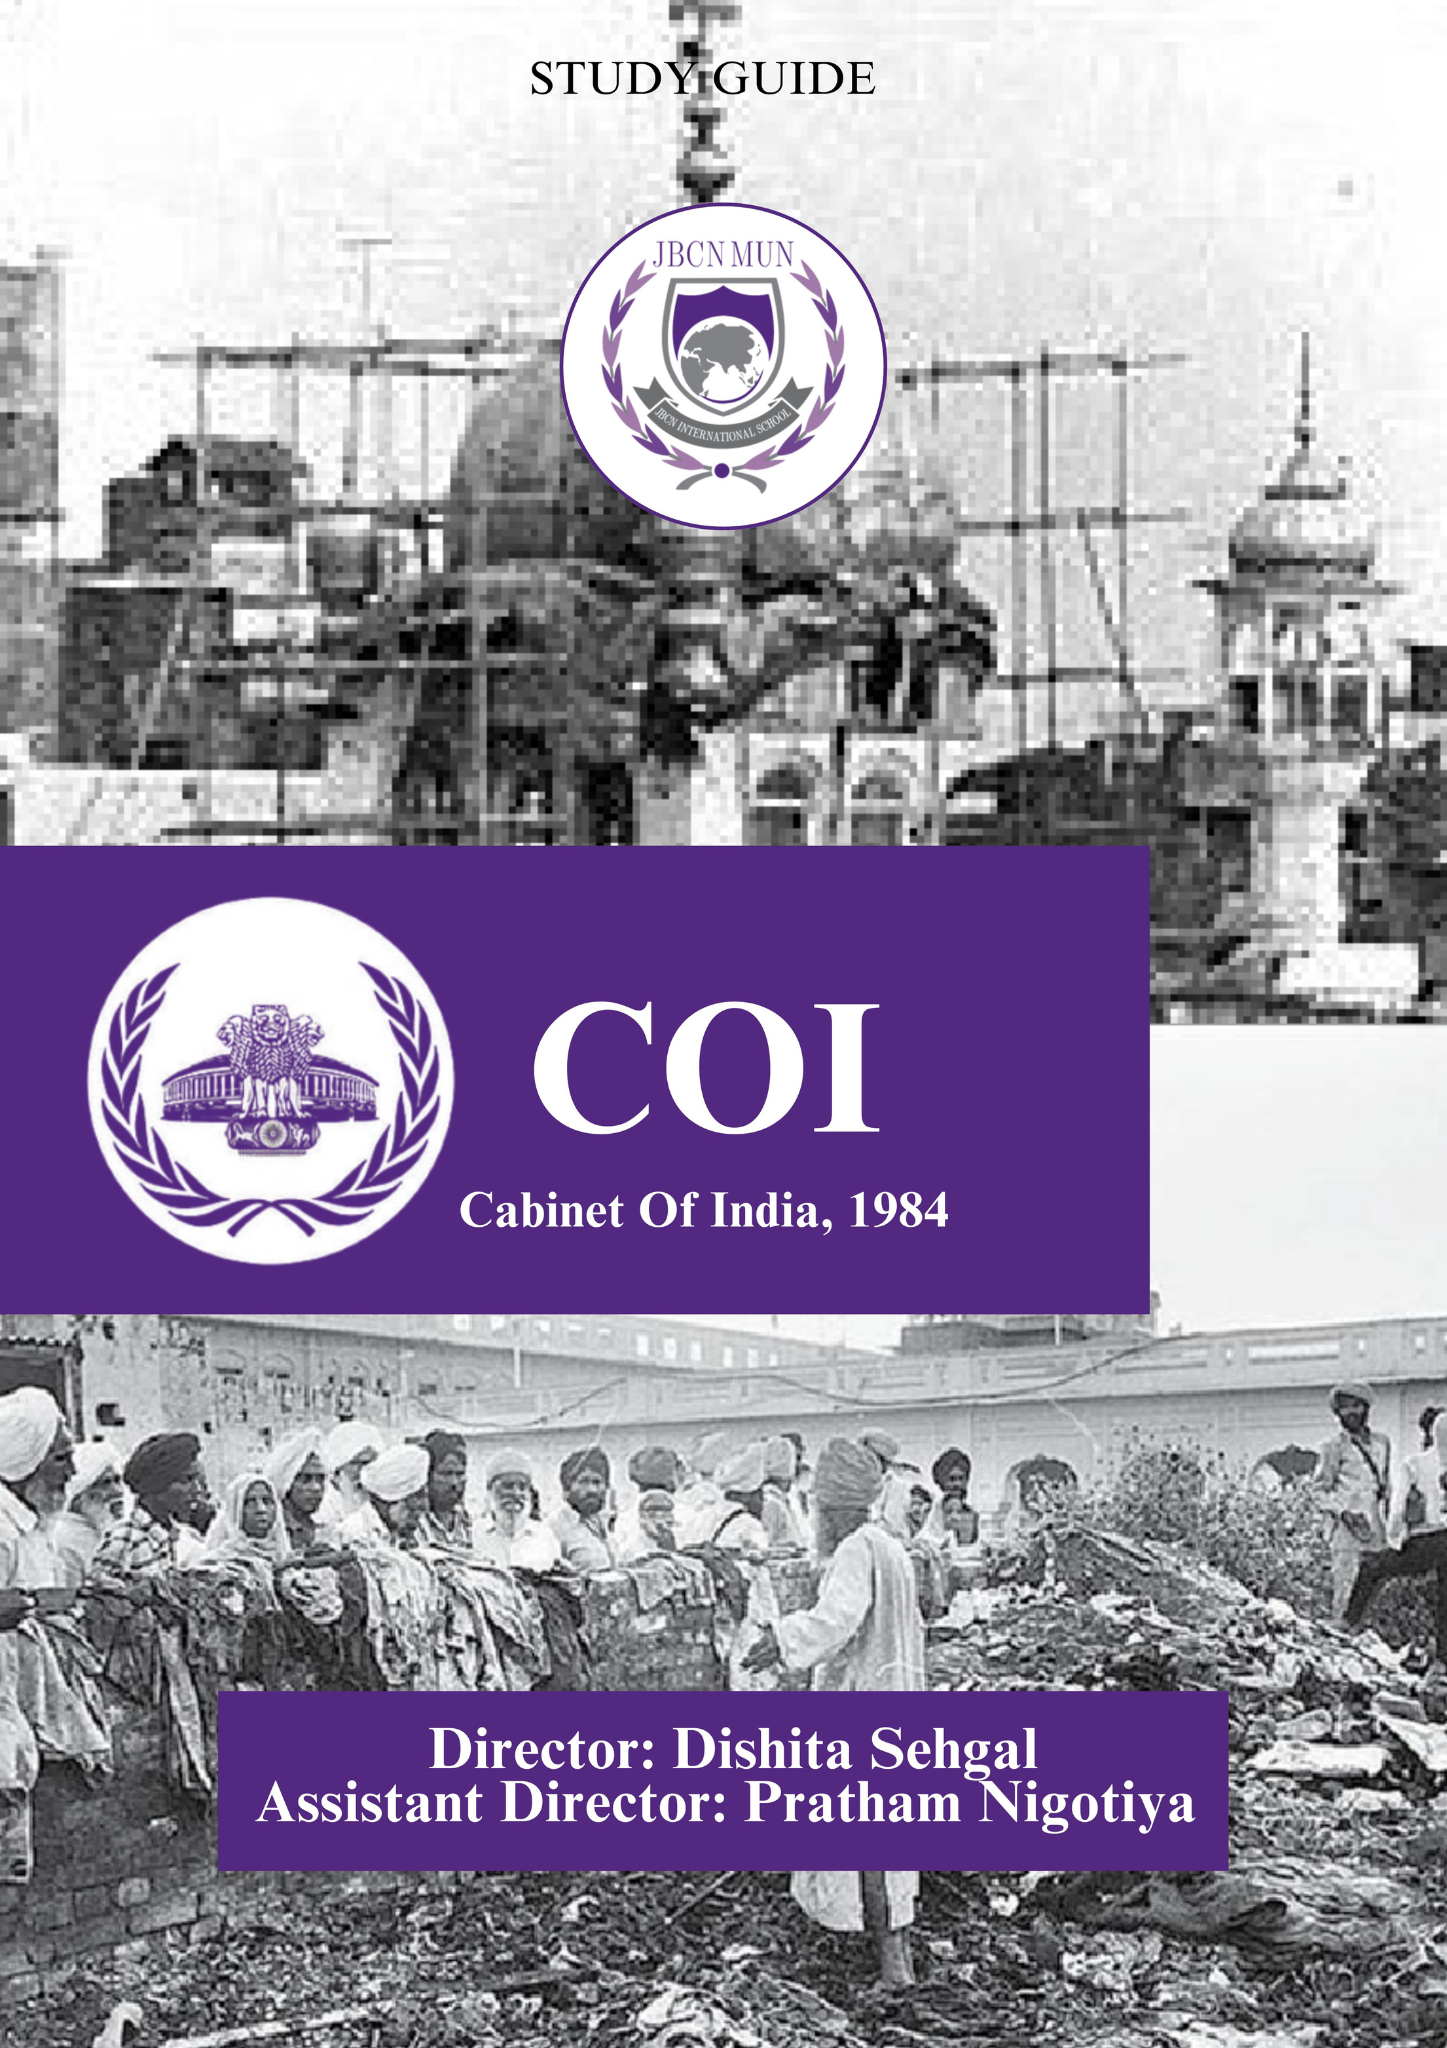 STUDY GUIDE
JBCN MUN
JBCN INTERNATIONAL SCHOOL
COI
Cabinet Of India, 1984
Director: Dishita Sehgal
Assistant Director: Pratham Nigotiya